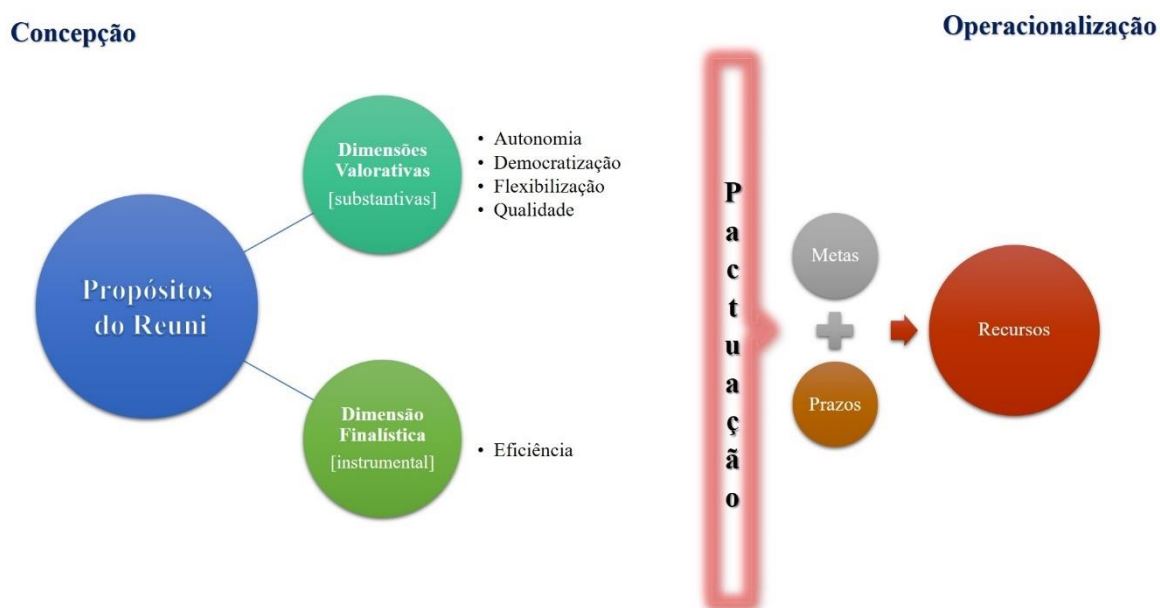 Concepção
Operacionalização
Propósitos
do Reuni
Dimensões
Valorativas
[substantivas]
• Autonomia
• Democratização
• Flexibilização
• Qualidade
Dimensão
Finalística
[instrumental]
• Eficiência
Pactuação
Metas
Prazos
Recursos